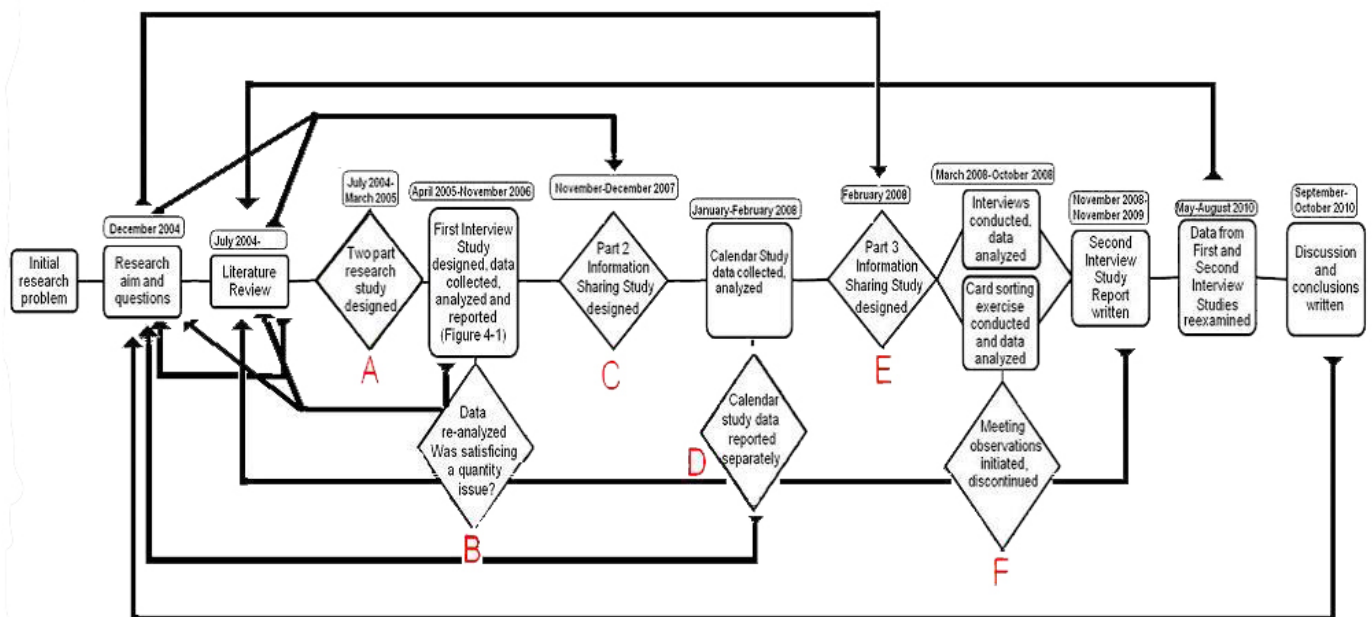 Initial
research
problem
December 2004
Research
aim and
questions
July 2004-
Literature
Review
July 2004-
March 2005
Two part
research
study
designed
A
April 2005-November 2006
First Interview
Study
designed, data
collected,
analyzed and
reported
(Figure 4-1)
Data
re-analyzed
Was satisficing
a quantity
issue?
B
November-December 2007
Part 2
Information
Sharing Study
designed
C
January-February 2008
Calendar Study
data collected,
analyzed
Calendar
study data
reported
separately
D
February 2008
Part 3
Information
Sharing Study
designed
E
March 2008-October 2008
Interviews
conducted,
data
analyzed
Card sorting
exercise
conducted
and data
analyzed
Meeting
observations
initiated,
discontinued
F
November 2008-
November 2009
Second
Interview
Study
Report
written
May-August 2010
Data from
First and
Second
Interview
Studies
reexamined
September-
October 2010
Discussion
and
conclusions
written